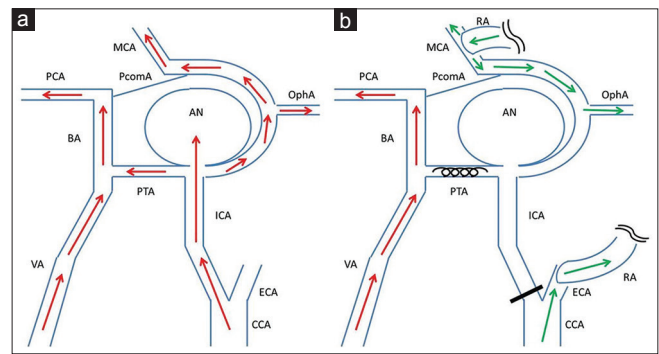 a
MCA
PCA
PcomA
OphA
AN
BA
PTA
ICA
VA
ECA
CCA
b
RA
MCA
PCA
PcomA
OphA
AN
BA
PTA
ICA
VA
ECA
RA
CCA